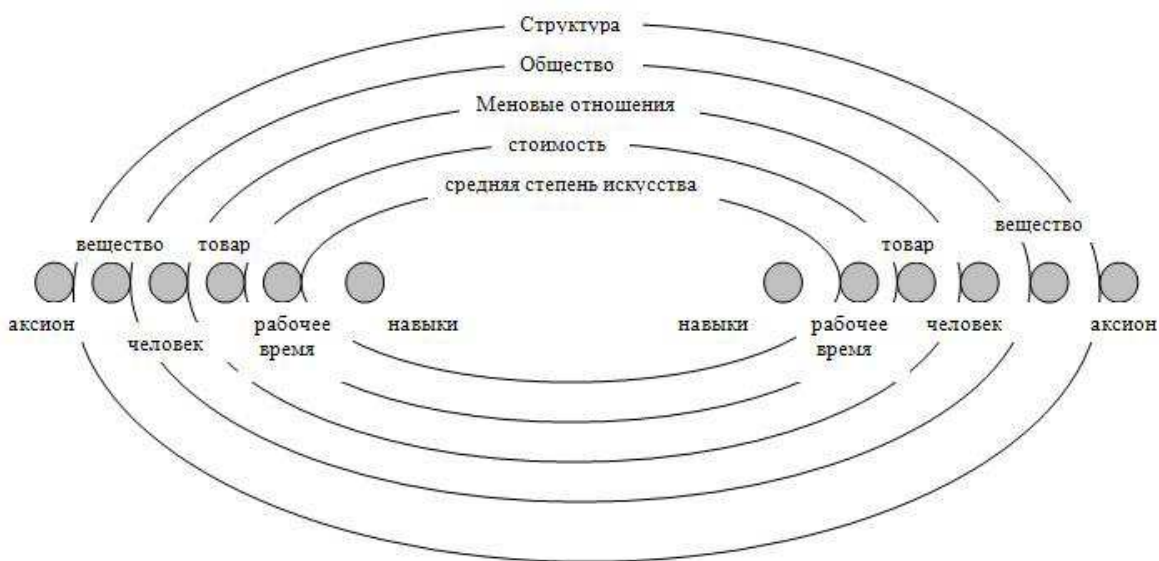 Структура
Общество
Меновые отношения
стоимость
средняя степень искусства
вещество
товар
товар
вещество
аксион
человек
рабочее
время
навыки
навыки
рабочее
время
человек
аксион